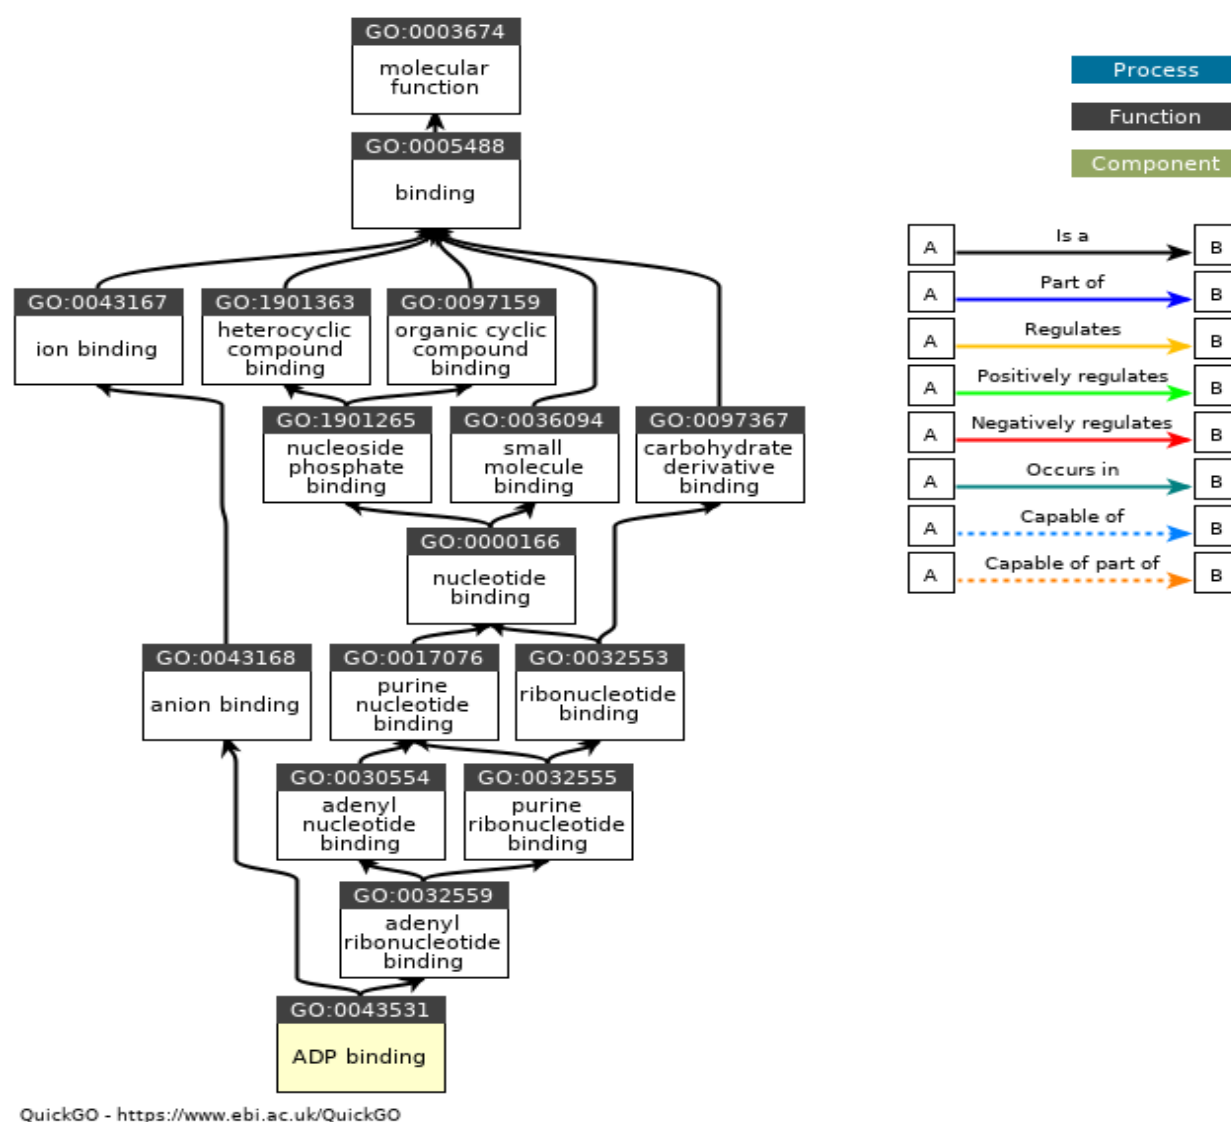 GO:0003674
molecular
function
GO:0005488
binding
GO:0043167
ion binding
GO:1901363
heterocyclic
compound
binding
GO:0097159
organic cyclic
compound
binding
GO:1901265
nucleoside
phosphate
binding
GO:0036094
small
molecule
binding
GO:0097367
carbohydrate
derivative
binding
GO:0000166
nucleotide
binding
GO:0043168
anion binding
GO:0017076
purine
nucleotide
binding
GO:0032553
ribonucleotide
binding
GO:0030554
adenyl
nucleotide
binding
GO:0032555
purine
ribonucleotide
binding
GO:0032559
adenyl
ribonucleotide
binding
GO:0043531
ADP binding
QuickGO - https://www.ebi.ac.uk/QuickGO
Process
Function
Component
A Is a B
A Part of B
A Regulates B
A Positively regulates B
A Negatively regulates B
A Occurs in B
A Capable of B
A Capable of part of B